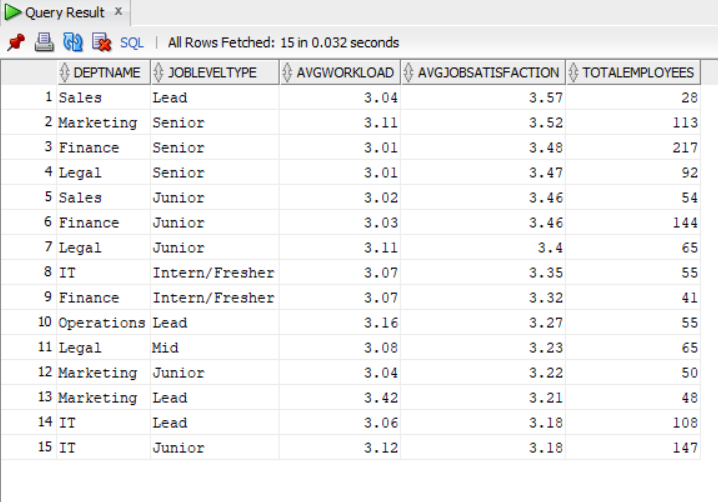 Query Result x
SQL | All Rows Fetched: 15 in 0.032 seconds
DEPTNAME JOBLEVELTYPE AVGWORKLOAD AVGJOBSATISFACTION TOTALEMPLOYEES
1 Sales Lead 3.04 3.57 28
2 Marketing Senior 3.11 3.52 113
3 Finance Senior 3.01 3.48 217
4 Legal Senior 3.01 3.47 92
5 Sales Junior 3.02 3.46 54
6 Finance Junior 3.03 3.46 144
7 Legal Junior 3.11 3.4 65
8 IT Intern/Fresher 3.07 3.35 55
9 Finance Intern/Fresher 3.07 3.32 41
10 Operations Lead 3.16 3.27 55
11 Legal Mid 3.08 3.23 65
12 Marketing Junior 3.04 3.22 50
13 Marketing Lead 3.42 3.21 48
14 IT Lead 3.06 3.18 108
15 IT Junior 3.12 3.18 147